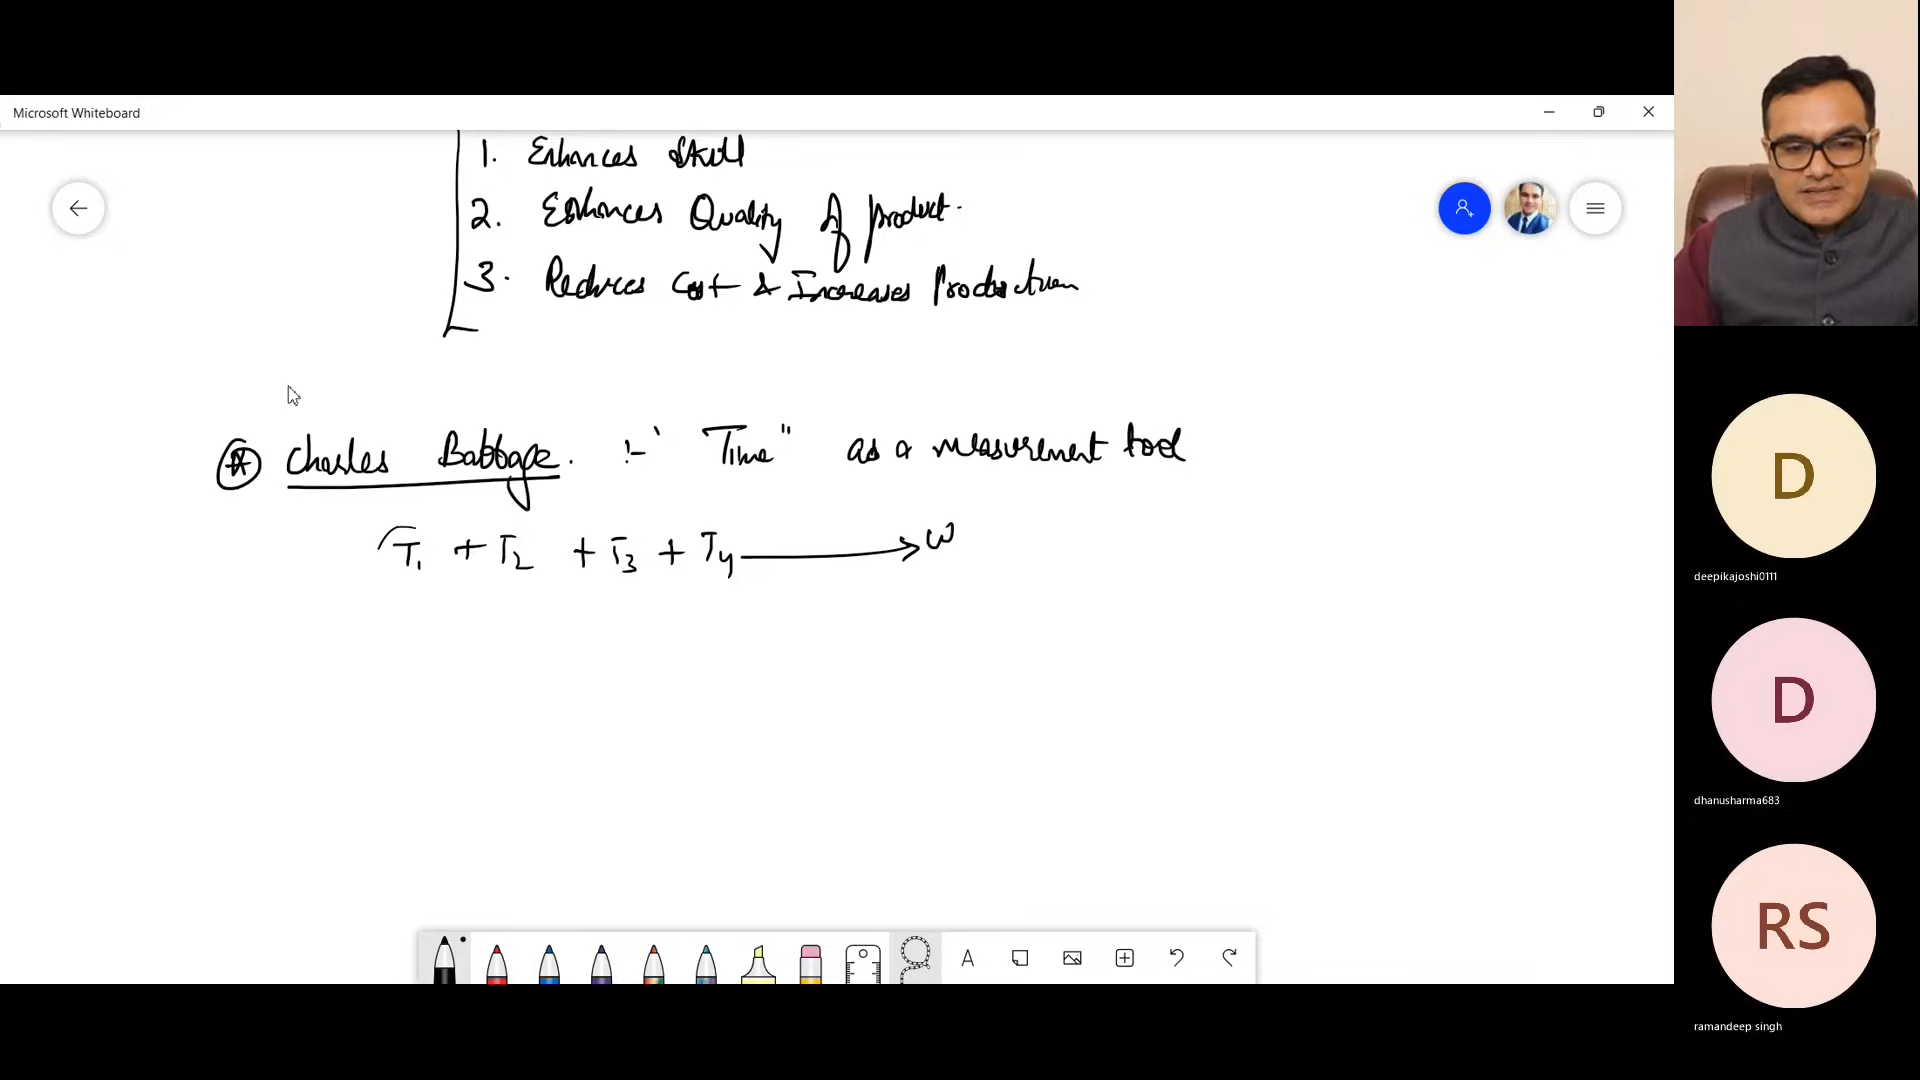 Microsoft Whiteboard
1. Enhances Skill
2. Enhances Quality of product.
3. Reduces Cost & Increases Production
Charles Babbage. :- "Time" as a measurement tool
T1 + T2 + T3 + T4 → W
A
D
deepikajoshi0111
D
dhanusharma683
RS
ramandeep singh